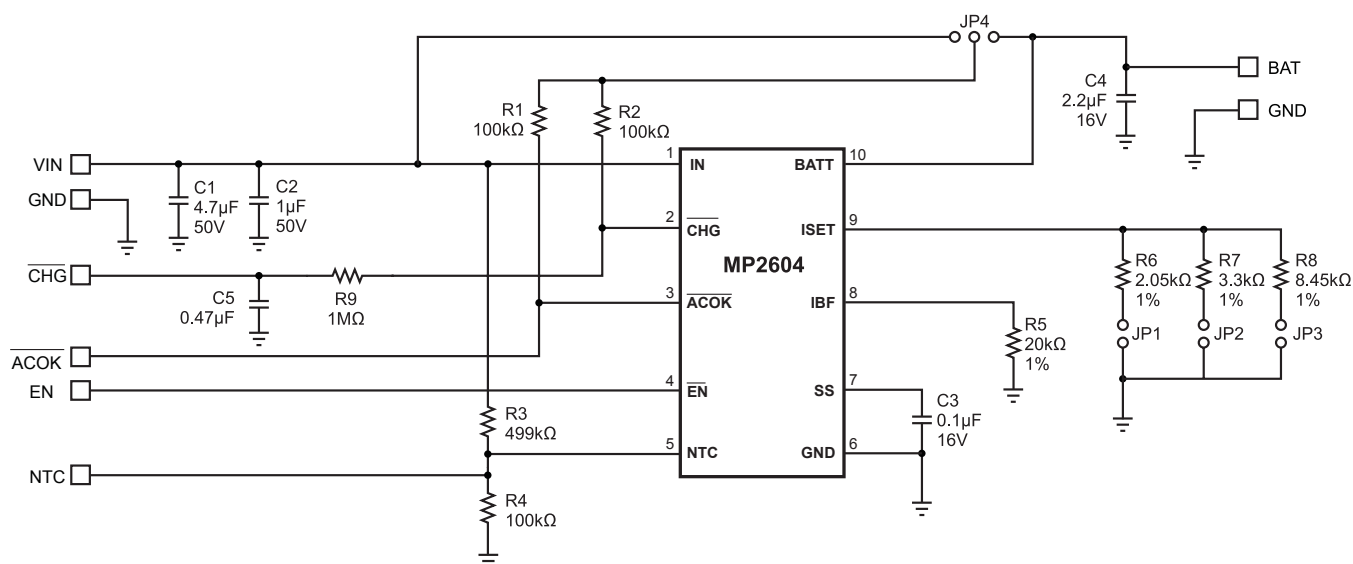 JP4
BAT
C4
2.2µF
16V
GND
R1
100kΩ
R2
100kΩ
VIN
1
IN
BATT
10
C1
4.7µF
50V
C2
1µF
50V
GND
2
CHG
ISET
9
MP2604
CHG
R9
1MΩ
C5
0.47µF
3
ACOK
IBF
8
R6
2.05kΩ
1%
R7
3.3kΩ
1%
R8
8.45kΩ
1%
JP1
JP2
JP3
R5
20kΩ
1%
ACOK
EN
4
EN
SS
7
C3
0.1µF
16V
R3
499kΩ
5
NTC
GND
6
NTC
R4
100kΩ